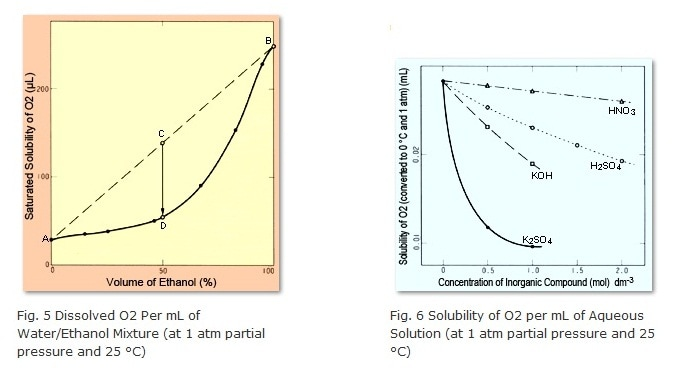 Saturated Solubility of O2 (µL)
200
100
0
A
B
C
D
0 50 100
Volume of Ethanol (%)
Fig. 5 Dissolved O2 Per mL of
Water/Ethanol Mixture (at 1 atm partial
pressure and 25 °C)
Solubility of O2 (converted to 0°C and 1 atm) (mL)
0.02
0.01
HNO3
H2SO4
KOH
K2SO4
0 0.5 1.0 1.5 2.0
Concentration of Inorganic Compound (mol) dm-3
Fig. 6 Solubility of O2 per mL of Aqueous
Solution (at 1 atm partial pressure and 25
°C)